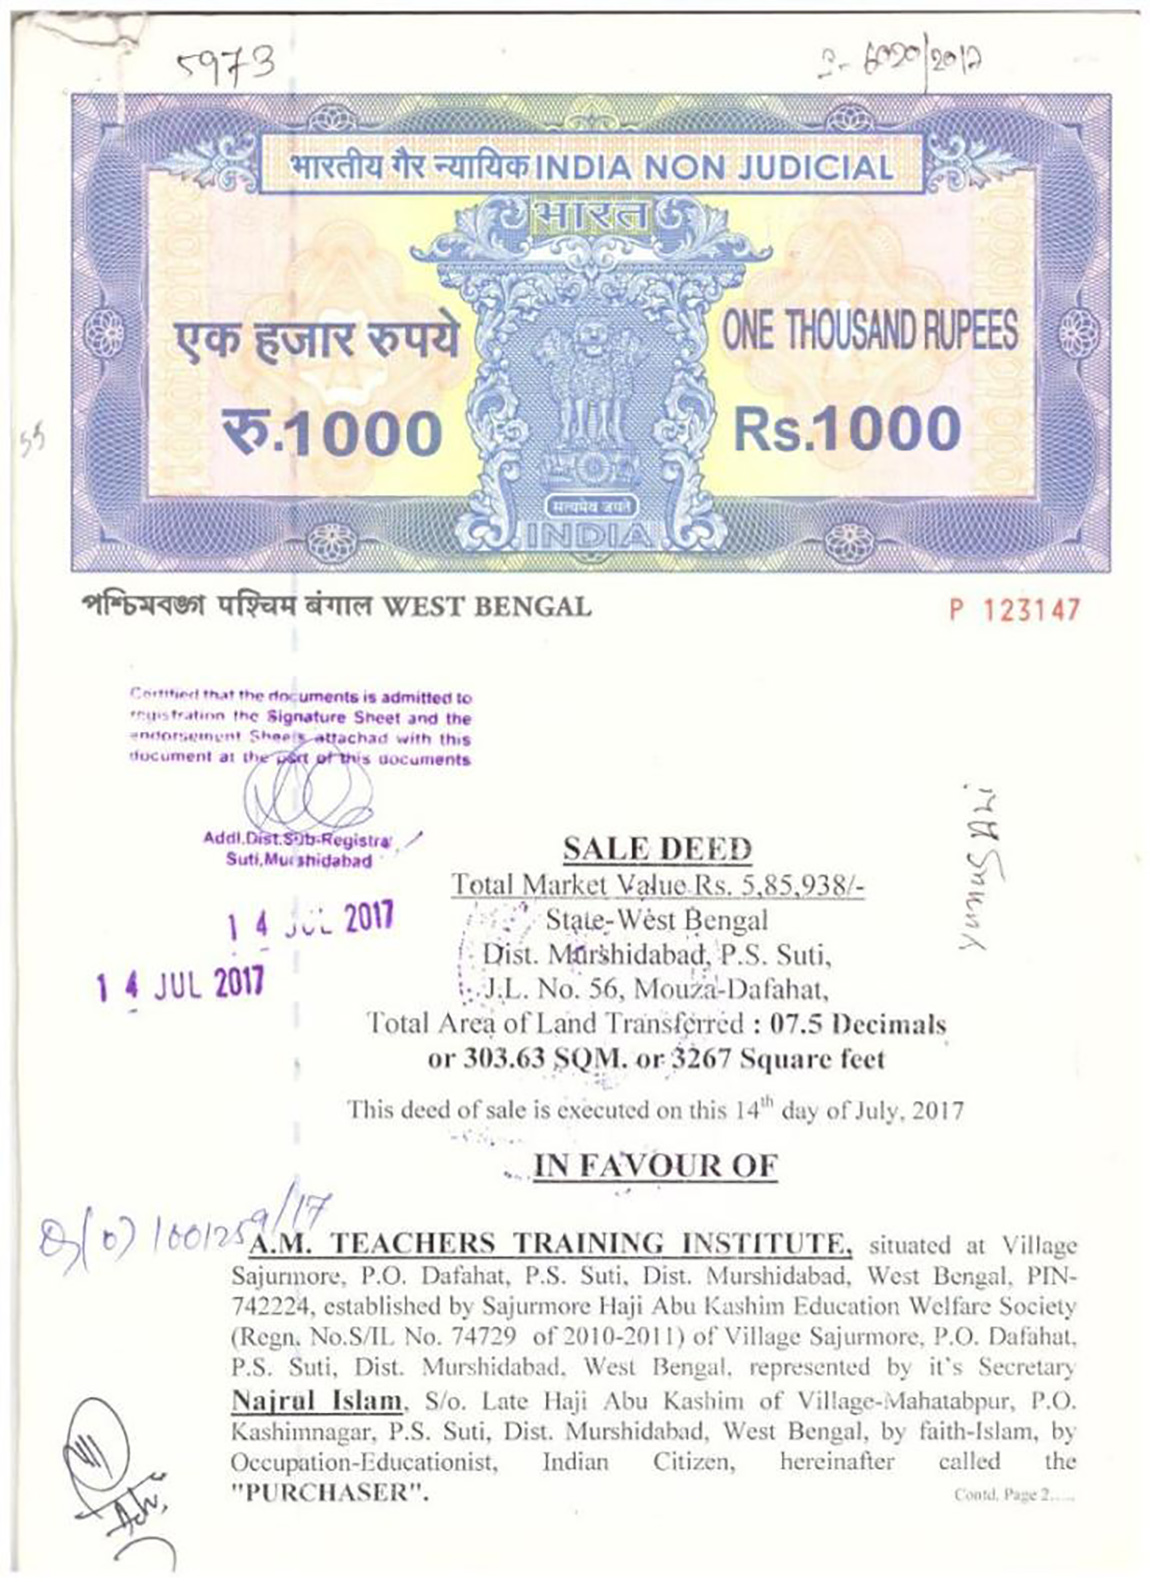 5973
भारतीय गैर न्यायिक INDIA NON JUDICIAL
भारत
एक हजार रुपये
ONE THOUSAND RUPEES
रु.1000
Rs.1000
सत्यमेव जयते
INDIA
পশ্চিমবঙ্গ पश्चिम बंगाल WEST BENGAL
P 123147
Certified that the documents is admitted to
registration the Signature Sheet and the
endorsement Sheets attachad with this
document at the part of this documents
Addl.Dist.Sub-Registrar
Suti,Murshidabad
14 JUL 2017
14 JUL 2017
SALE DEED
Total Market Value Rs. 5,85,938/-
State-West Bengal
Dist. Murshidabad, P.S. Suti,
J.L. No. 56, Mouza-Dafahat,
Total Area of Land Transferred : 07.5 Decimals
or 303.63 SQM. or 3267 Square feet
This deed of sale is executed on this 14th day of July, 2017
IN FAVOUR OF
1001259/17
A.M. TEACHERS TRAINING INSTITUTE, situated at Village
Sajurmore, P.O. Dafahat, P.S. Suti, Dist. Murshidabad, West Bengal, PIN-
742224, established by Sajurmore Haji Abu Kashim Education Welfare Society
(Regn. No.S/IL No. 74729 of 2010-2011) of Village Sajurmore, P.O. Dafahat,
P.S. Suti, Dist. Murshidabad, West Bengal, represented by it's Secretary
Najrul Islam, S/o. Late Haji Abu Kashim of Village-Mahatabpur, P.O.
Kashimnagar, P.S. Suti, Dist. Murshidabad, West Bengal, by faith-Islam, by
Occupation-Educationist, Indian Citizen, hereinafter called the
"PURCHASER".
Contd. Page 2.....